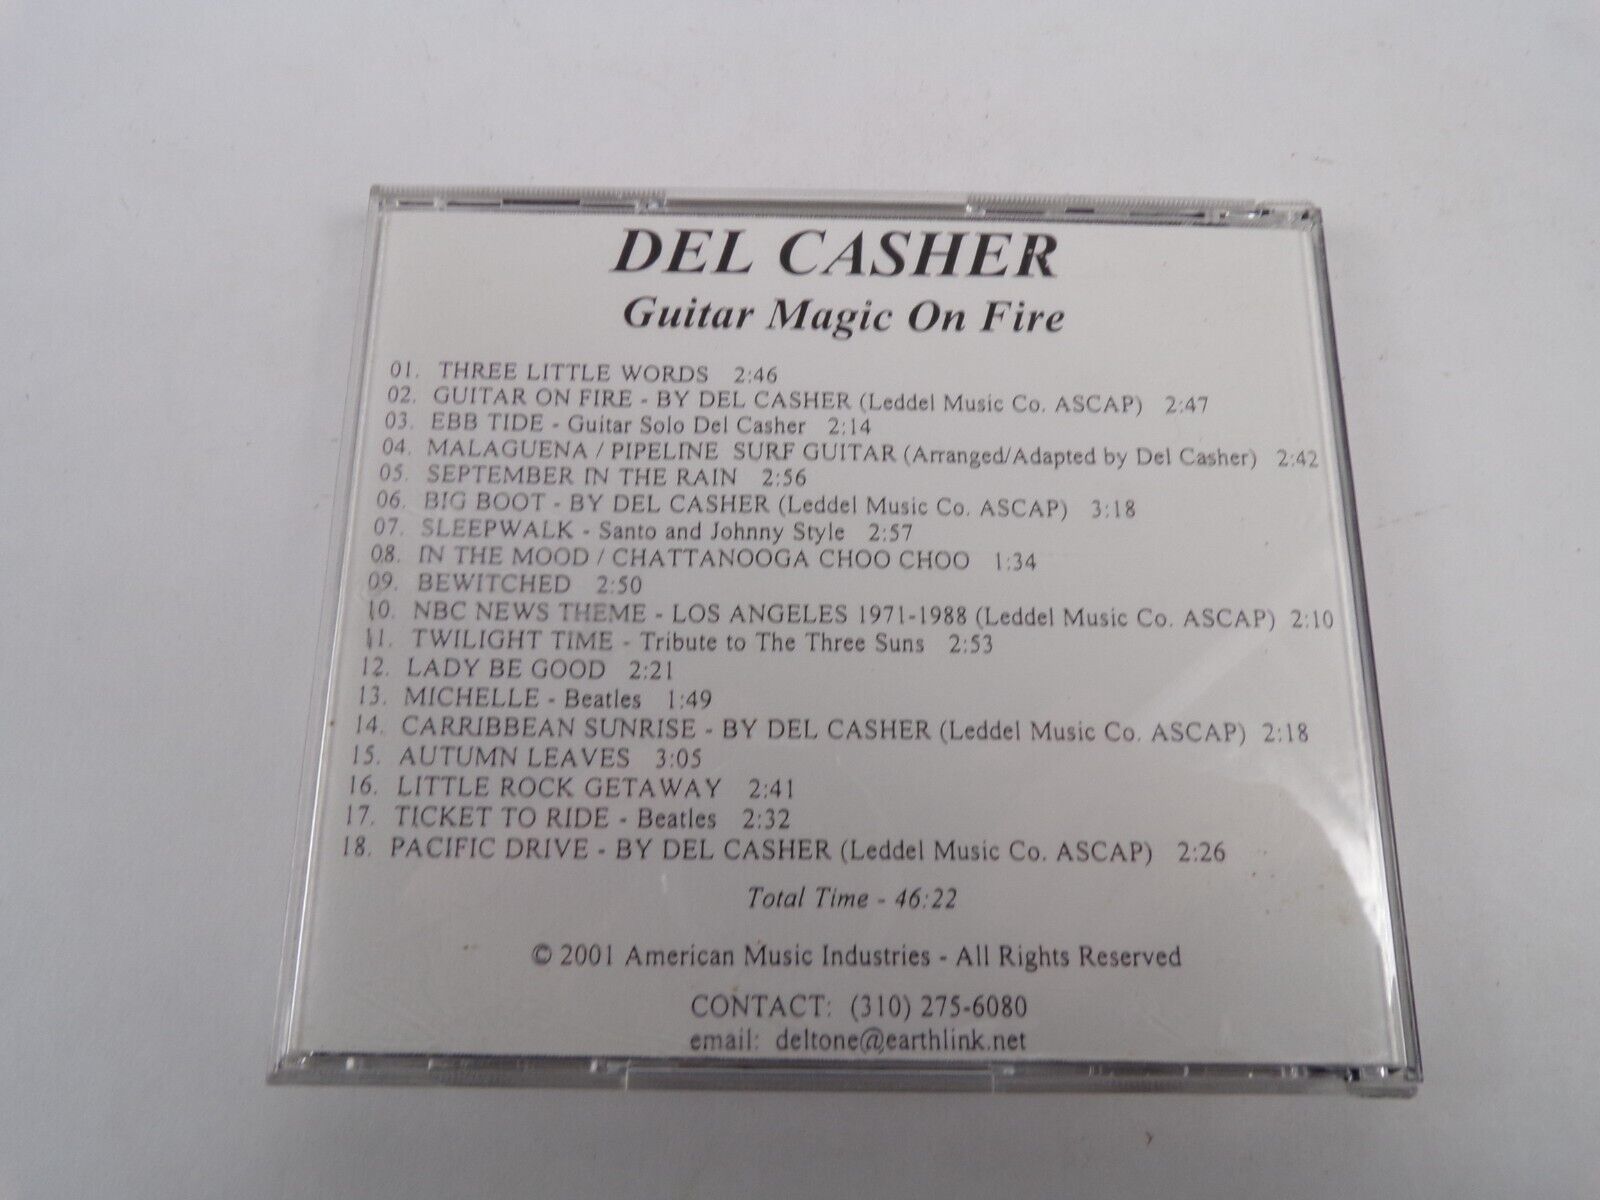 DEL CASHER
Guitar Magic On Fire
01. THREE LITTLE WORDS 2:46
02. GUITAR ON FIRE - BY DEL CASHER (Leddel Music Co. ASCAP) 2:47
03. EBB TIDE - Guitar Solo Del Casher 2:14
04. MALAGUENA / PIPELINE SURF GUITAR (Arranged/Adapted by Del Casher) 2:42
05. SEPTEMBER IN THE RAIN 2:56
06. BIG BOOT - BY DEL CASHER (Leddel Music Co. ASCAP) 3:18
07. SLEEPWALK - Santo and Johnny Style 2:57
08. IN THE MOOD / CHATTANOOGA CHOO CHOO 1:34
09. BEWITCHED 2:50
10. NBC NEWS THEME - LOS ANGELES 1971-1988 (Leddel Music Co. ASCAP) 2:10
11. TWILIGHT TIME - Tribute to The Three Suns 2:53
12. LADY BE GOOD 2:21
13. MICHELLE - Beatles 1:49
14. CARRIBBEAN SUNRISE - BY DEL CASHER (Leddel Music Co. ASCAP) 2:18
15. AUTUMN LEAVES 3:05
16. LITTLE ROCK GETAWAY 2:41
17. TICKET TO RIDE - Beatles 2:32
18. PACIFIC DRIVE - BY DEL CASHER (Leddel Music Co. ASCAP) 2:26
Total Time - 46:22
© 2001 American Music Industries - All Rights Reserved
CONTACT: (310) 275-6080
email: deltone@earthlink.net